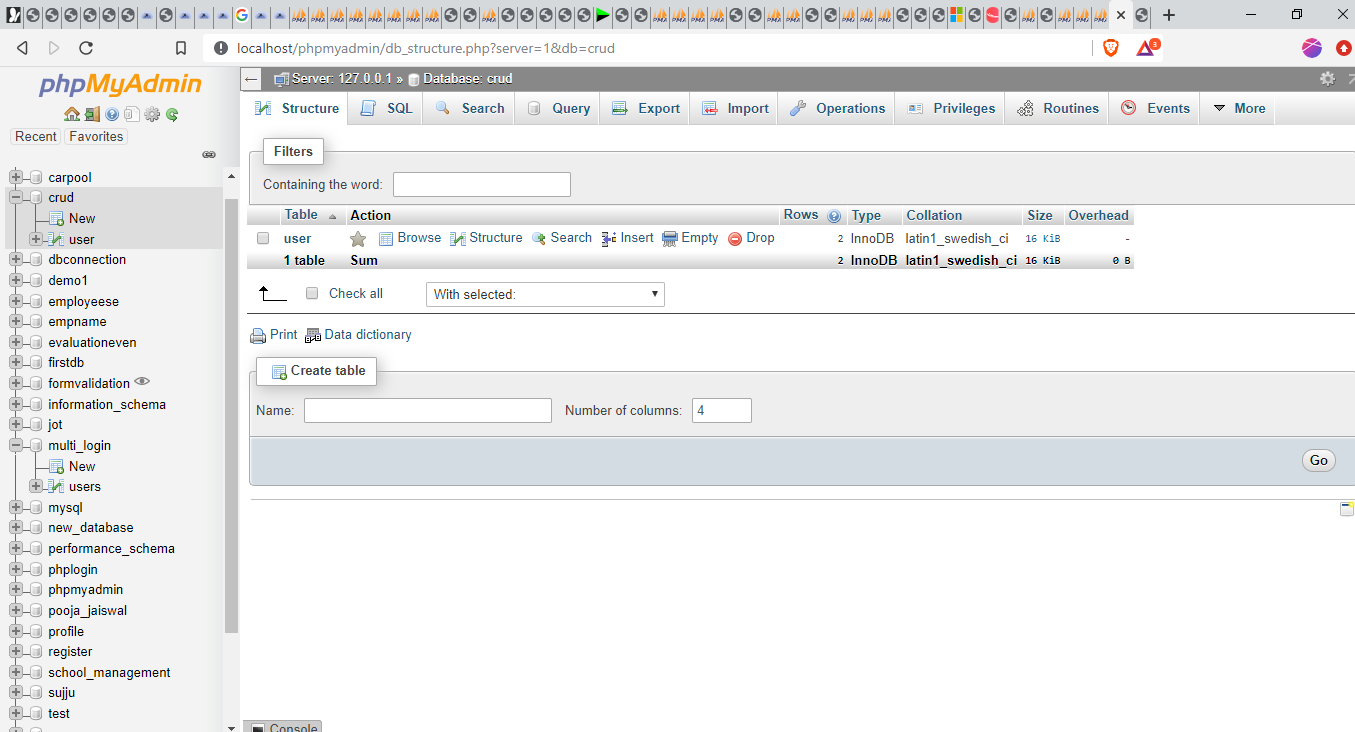 localhost/phpmyadmin/db_structure.php?server=1&db=crud
3
phpMyAdmin
Recent Favorites
carpool
crud
New
user
dbconnection
demo1
employeese
empname
evaluationeven
firstdb
formvalidation
information_schema
jot
multi_login
New
users
mysql
new_database
performance_schema
phplogin
phpmyadmin
pooja_jaiswal
profile
register
school_management
sujju
test
Server: 127.0.0.1 » Database: crud
Structure SQL Search Query Export Import Operations Privileges Routines Events More
Filters
Containing the word:
Table Action Rows Type Collation Size Overhead
user Browse Structure Search Insert Empty Drop 2 InnoDB latin1_swedish_ci 16 KiB -
1 table Sum 2 InnoDB latin1_swedish_ci 16 KiB 0 B
Check all With selected:
Print Data dictionary
Create table
Name: Number of columns: 4
Go
Console